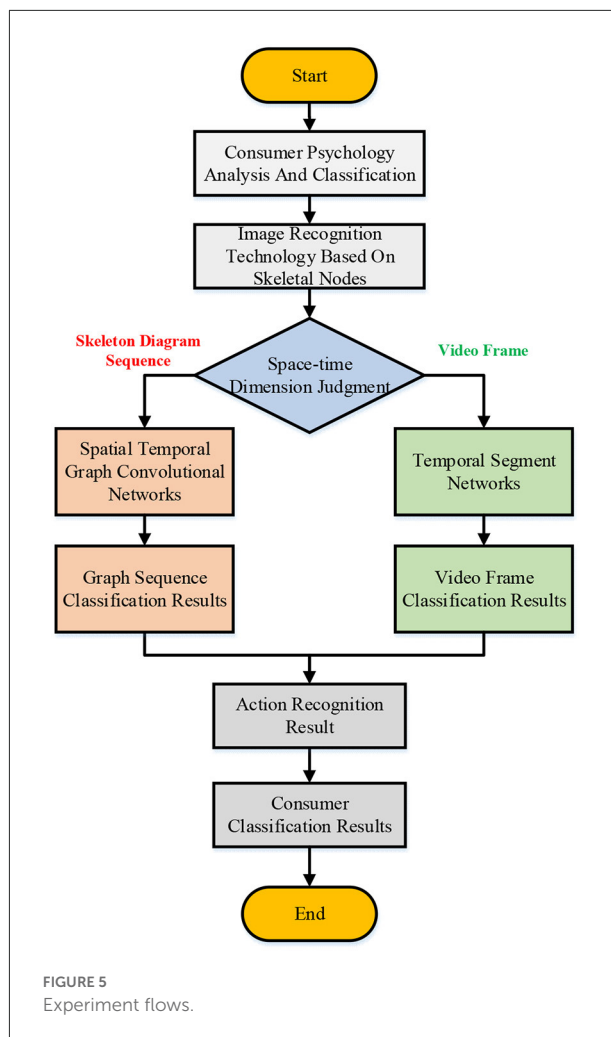 Start
Consumer Psychology
Analysis And Classification
Image Recognition
Technology Based On
Skeletal Nodes
Skeleton Diagram
Sequence
Space-time
Dimension Judgment
Video Frame
Spatial Temporal
Graph Convolutional
Networks
Temporal Segment
Networks
Graph Sequence
Classification Results
Video Frame
Classification Results
Action Recognition
Result
Consumer
Classification Results
End
FIGURE 5
Experiment flows.